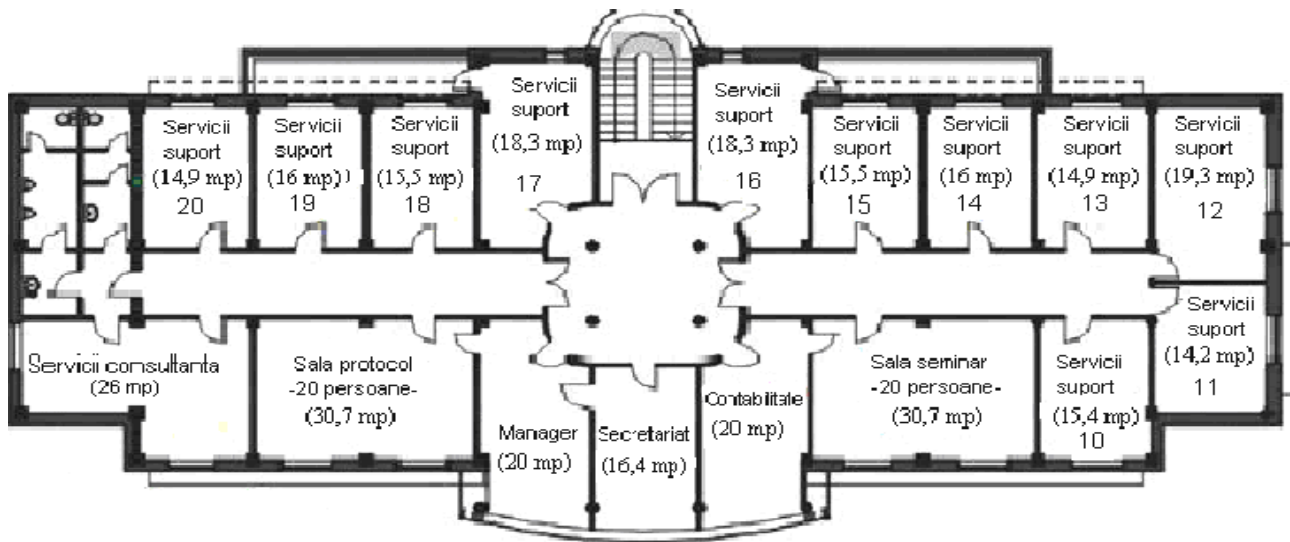 Servicii
suport
(14,9 mp)
20
Servicii
suport
(16 mp))
19
Servicii
suport
(15,5 mp)
18
Servicii
suport
(18,3 mp)
17
Servicii
suport
(18,3 mp)
16
Servicii
suport
(15,5 mp)
15
Servicii
suport
(16 mp)
14
Servicii
suport
(14,9 mp)
13
Servicii
suport
(19,3 mp)
12
Servicii consultanta
(26 mp)
Sala protocol
-20 persoane-
(30,7 mp)
Manager
(20 mp)
Secretariat
(16,4 mp)
Contabilitate
(20 mp)
Sala seminar
-20 persoane-
(30,7 mp)
Servicii
suport
(15,4 mp)
10
Servicii
suport
(14,2 mp)
11